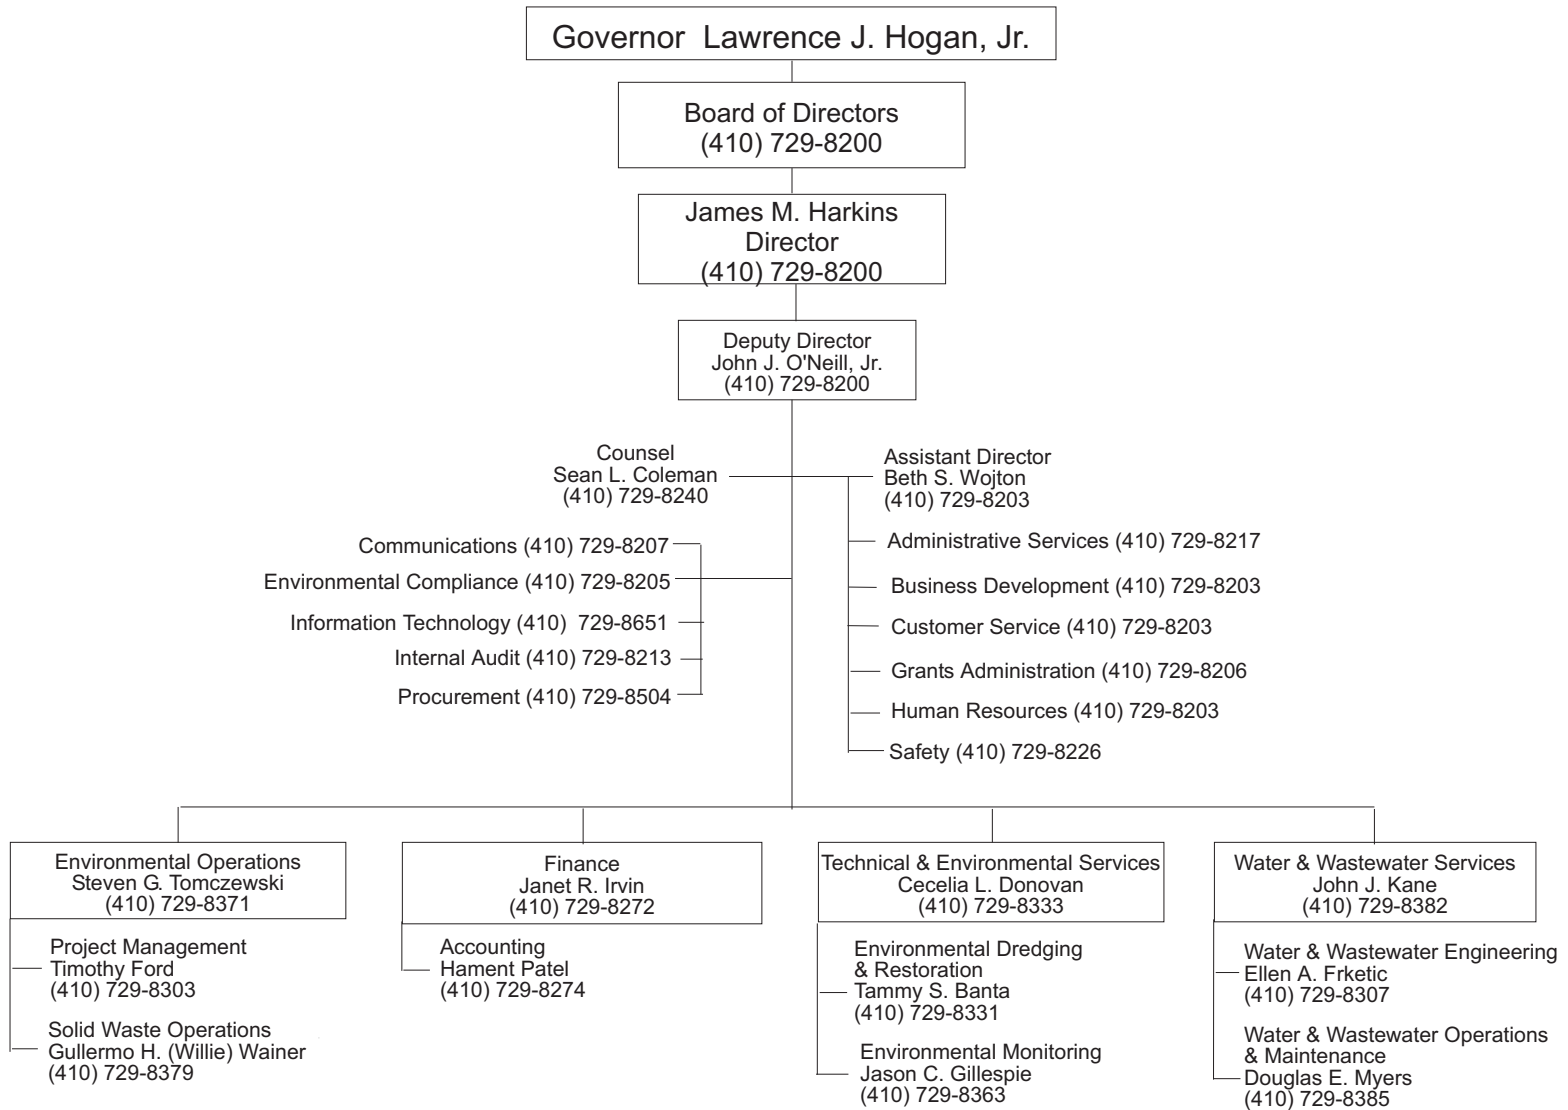 Governor Lawrence J. Hogan, Jr.
Board of Directors
(410) 729-8200
James M. Harkins
Director
(410) 729-8200
Deputy Director
John J. O'Neill, Jr.
(410) 729-8200
Counsel
Sean L. Coleman
(410) 729-8240
Assistant Director
Beth S. Wojton
(410) 729-8203
Communications (410) 729-8207
Environmental Compliance (410) 729-8205
Information Technology (410) 729-8651
Internal Audit (410) 729-8213
Procurement (410) 729-8504
Administrative Services (410) 729-8217
Business Development (410) 729-8203
Customer Service (410) 729-8203
Grants Administration (410) 729-8206
Human Resources (410) 729-8203
Safety (410) 729-8226
Environmental Operations
Steven G. Tomczewski
(410) 729-8371
Project Management
Timothy Ford
(410) 729-8303
Solid Waste Operations
Gullermo H. (Willie) Wainer
(410) 729-8379
Finance
Janet R. Irvin
(410) 729-8272
Accounting
Hament Patel
(410) 729-8274
Technical & Environmental Services
Cecelia L. Donovan
(410) 729-8333
Environmental Dredging
& Restoration
Tammy S. Banta
(410) 729-8331
Environmental Monitoring
Jason C. Gillespie
(410) 729-8363
Water & Wastewater Services
John J. Kane
(410) 729-8382
Water & Wastewater Engineering
Ellen A. Frketic
(410) 729-8307
Water & Wastewater Operations
& Maintenance
Douglas E. Myers
(410) 729-8385